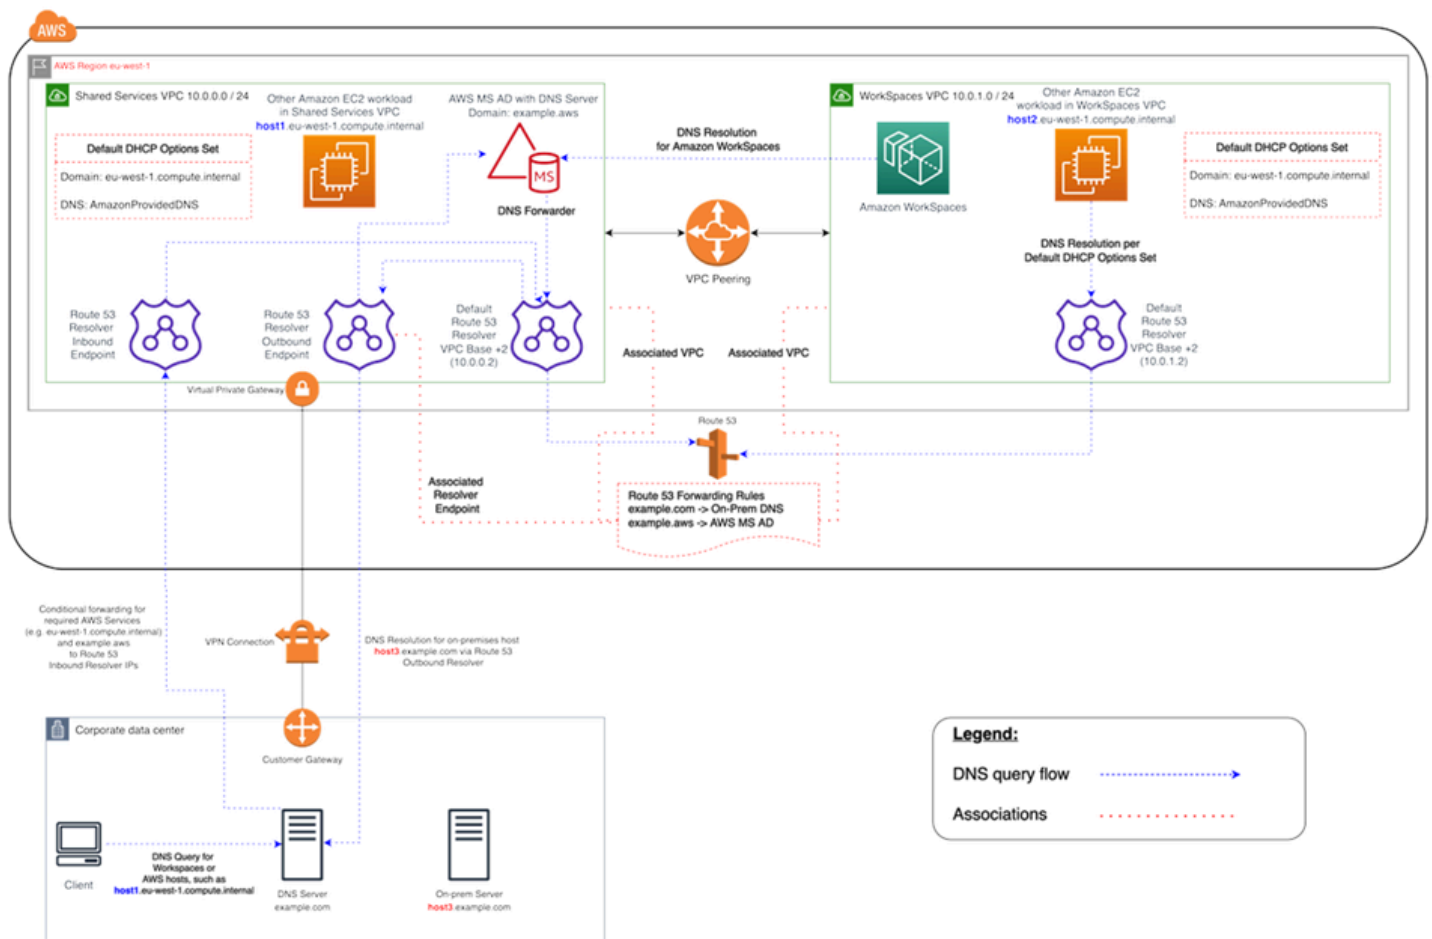 AWS
AWS Region eu-west-1
Shared Services VPC 10.0.0.0 / 24
Other Amazon EC2 workload
in Shared Services VPC
host1.eu-west-1.compute.internal
AWS MS AD with DNS Server
Domain: example.aws
MS
DNS Forwarder
Default DHCP Options Set
Domain: eu-west-1.compute.internal
DNS: AmazonProvidedDNS
DNS Resolution
for Amazon WorkSpaces
WorkSpaces VPC 10.0.1.0 / 24
Other Amazon EC2
workload in WorkSpaces VPC
host2.eu-west-1.compute.internal
Amazon WorkSpaces
Default DHCP Options Set
Domain: eu-west-1.compute.internal
DNS: AmazonProvidedDNS
DNS Resolution per
Default DHCP Options Set
VPC Peering
Route 53
Resolver
Inbound
Endpoint
Route 53
Resolver
Outbound
Endpoint
Default
Route 53
Resolver
VPC Base +2
(10.0.0.2)
Associated VPC
Associated VPC
Default
Route 53
Resolver
VPC Base +2
(10.0.1.2)
Virtual Private Gateway
Route 53
Associated
Resolver
Endpoint
Route 53 Forwarding Rules
example.com -> On-Prem DNS
example.aws -> AWS MS AD
Conditional forwarding for
required AWS Services
(e.g. eu-west-1.compute.internal)
and example.aws
to Route 53
Inbound Resolver IPs
VPN Connection
DNS Resolution for on-premises host
host3.example.com via Route 53
Outbound Resolver
Corporate data center
Customer Gateway
Client
DNS Query for
Workspaces or
AWS hosts, such as
host1.eu-west-1.compute.internal
DNS Server
example.com
On-prem Server
host3.example.com
Legend:
DNS query flow
Associations